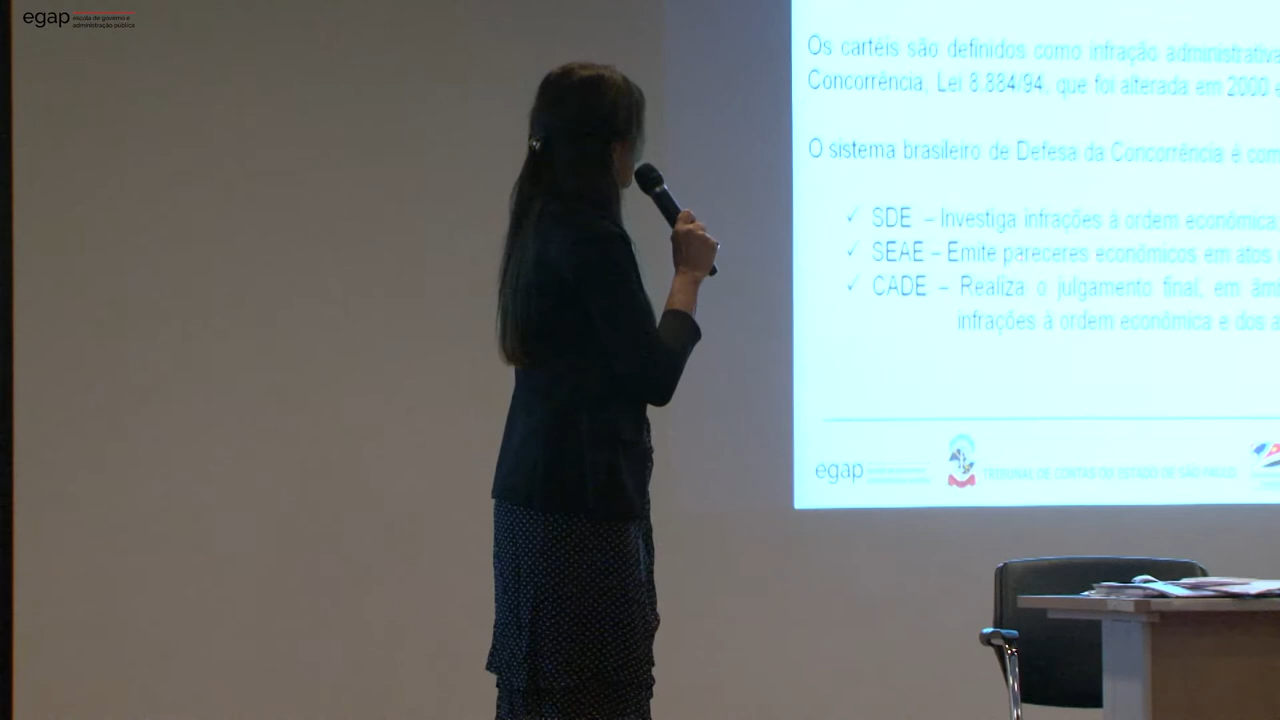 egap escola de governo e
administração pública
Os cartéis são definidos como infração administrativa
Concorrência, Lei 8.884/94, que foi alterada em 2000 e
O sistema brasileiro de Defesa da Concorrência é com
✓ SDE – Investiga infrações à ordem econômica
✓ SEAE – Emite pareceres econômicos em atos
✓ CADE – Realiza o julgamento final, em âm
infrações à ordem econômica e dos a
egap
TRIBUNAL DE CONTAS DO ESTADO DE SÃO PAULO